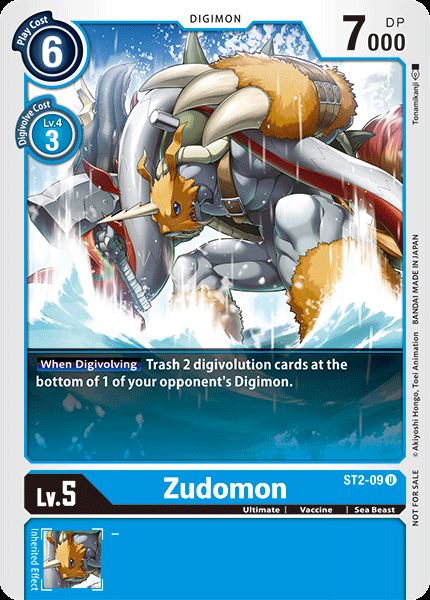 Play Cost
6
DIGIMON
7000
DP
Digivolve Cost
Lv.4
3
Tonamikanji
When Digivolving Trash 2 digivolution cards at the
bottom of 1 of your opponent's Digimon.
© Akiyoshi Hongo, Toei Animation BANDAI MADE IN JAPAN
NOT FOR SALE
Lv.5
Zudomon
ST2-09 U
Ultimate | Vaccine | Sea Beast
Inherited Effect
-